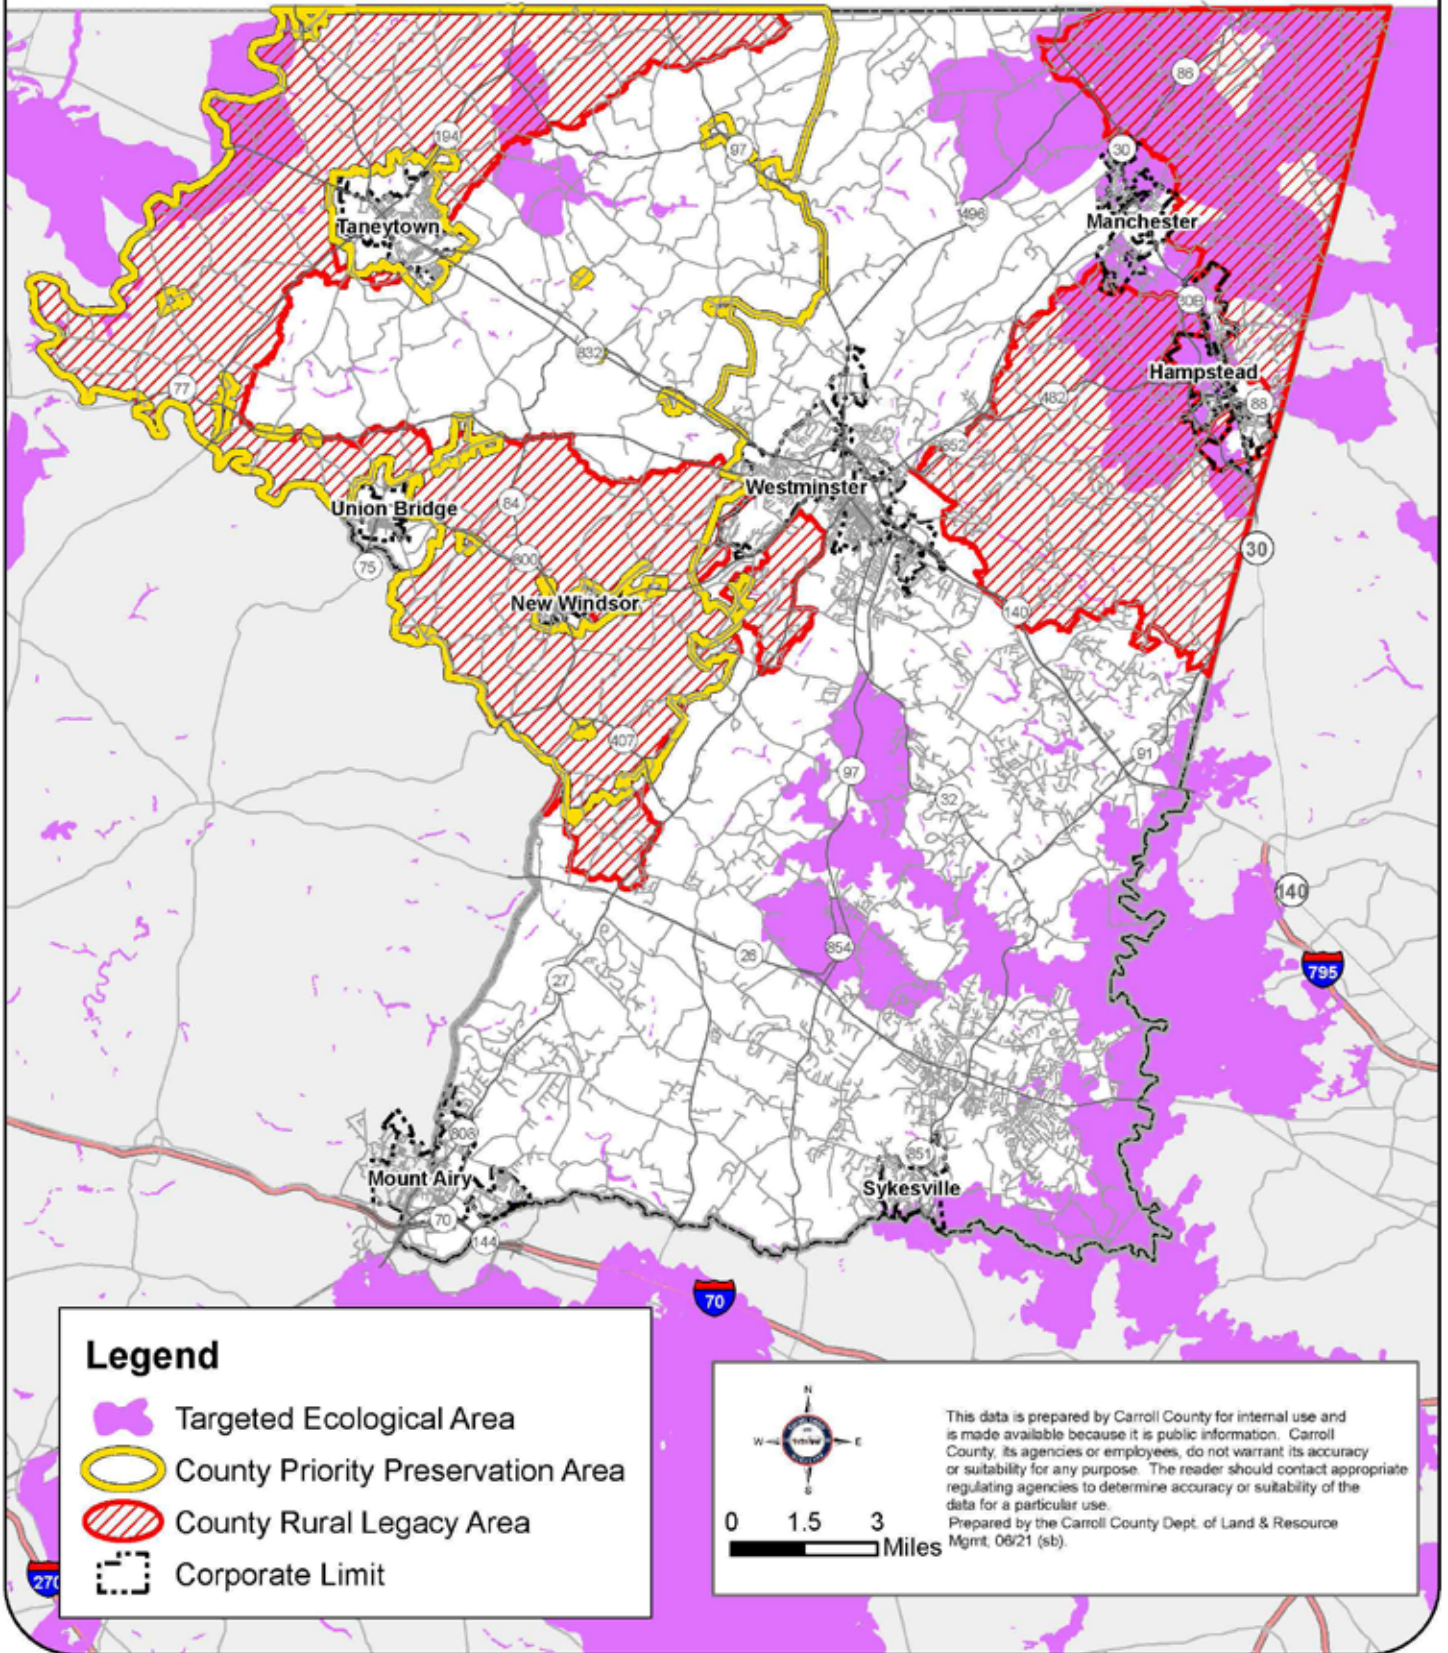 86
194
97
30
Manchester
496
Taneytown
30B
832
Hampstead
77
482
88
852
Westminster
Union Bridge
84
30
75
800
New Windsor
140
407
91
97
32
140
26
854
27
795
808
851
Mount Airy
Sykesville
70
144
70
Legend
Targeted Ecological Area
County Priority Preservation Area
County Rural Legacy Area
Corporate Limit
270
N
W
E
S
0 1.5 3
Miles
This data is prepared by Carroll County for internal use and
is made available because it is public information. Carroll
County, its agencies or employees, do not warrant its accuracy
or suitability for any purpose. The reader should contact appropriate
regulating agencies to determine accuracy or suitability of the
data for a particular use.
Prepared by the Carroll County Dept. of Land & Resource
Mgmt, 06/21 (sb).